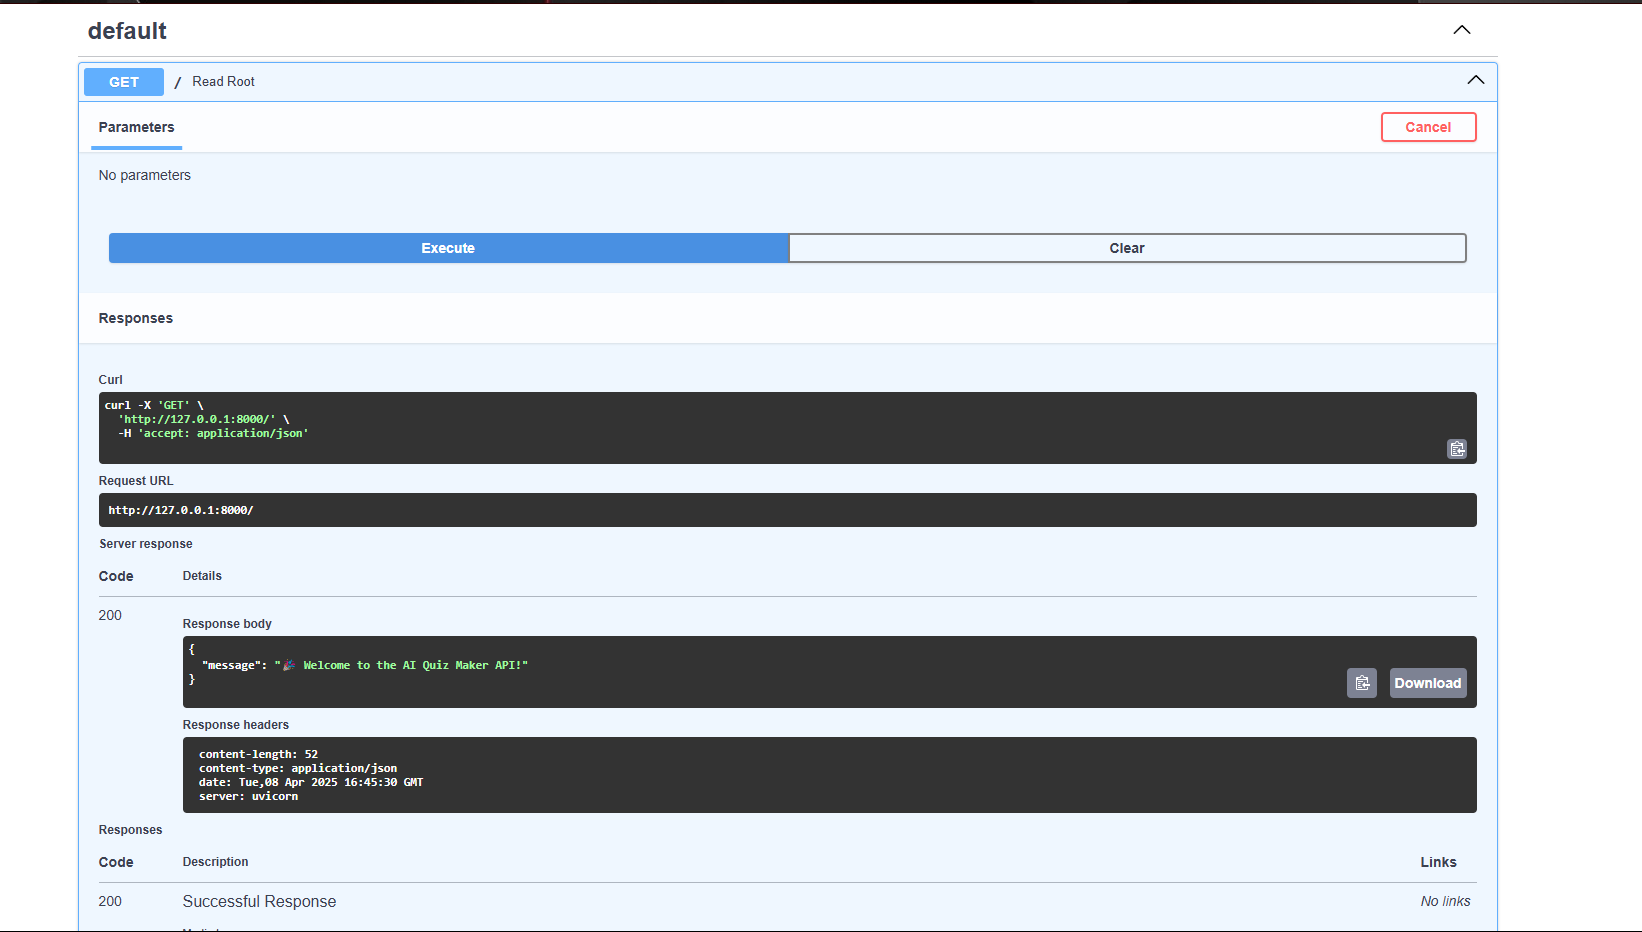 default
GET / Read Root
Parameters Cancel
No parameters
Execute Clear
Responses
Curl
curl -X 'GET' \
'http://127.0.0.1:8000/' \
-H 'accept: application/json'
Request URL
http://127.0.0.1:8000/
Server response
Code Details
200
Response body
{
"message": "🎉 Welcome to the AI Quiz Maker API!"
}
Download
Response headers
content-length: 52
content-type: application/json
date: Tue,08 Apr 2025 16:45:30 GMT
server: uvicorn
Responses
Code Description Links
200 Successful Response No links